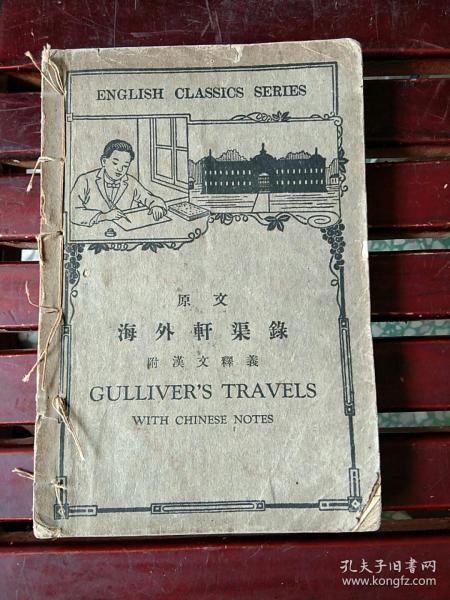 ENGLISH CLASSICS SERIES
原文
海外軒渠錄
附漢文釋義
GULLIVER'S TRAVELS
WITH CHINESE NOTES
孔夫子旧书网
www.kongfz.com